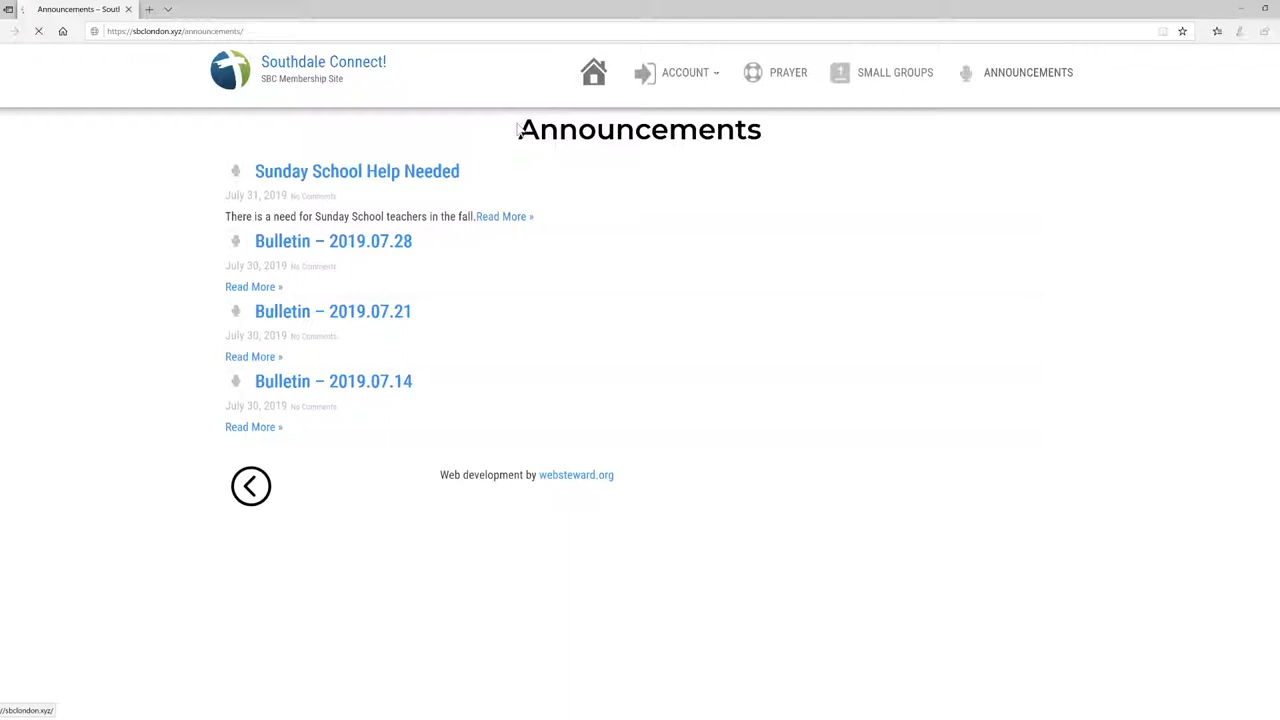 Announcements – Soutl
https://sbclondon.xyz/announcements/
Southdale Connect!
SBC Membership Site
ACCOUNT
PRAYER
SMALL GROUPS
ANNOUNCEMENTS
Announcements
Sunday School Help Needed
July 31, 2019 No Comments
There is a need for Sunday School teachers in the fall.Read More »
Bulletin – 2019.07.28
July 30, 2019 No Comments
Read More »
Bulletin – 2019.07.21
July 30, 2019 No Comments
Read More »
Bulletin – 2019.07.14
July 30, 2019 No Comments
Read More »
Web development by websteward.org
//sbclondon.xyz/